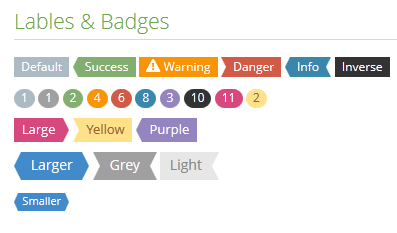 Lables & Badges
Default Success Warning Danger Info Inverse
1 1 2 4 6 8 3 10 11 2
Large Yellow Purple
Larger Grey Light
Smaller